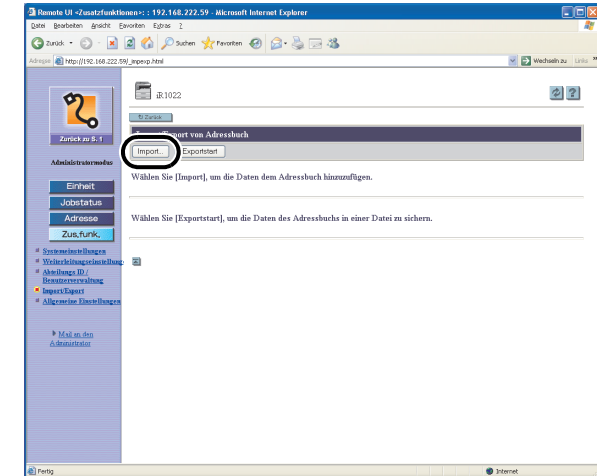 Remote UI <Zusatzfunktionen>: : 192.168.222.59 - Microsoft Internet Explorer
Datei Bearbeiten Ansicht Favoriten Extras ?
Zurück Suchen Favoriten
Adresse http://192.168.222.59/_impexp.html Wechseln zu Links »
iR1022
Zurück
Zurück zu S. 1
Import/Export von Adressbuch
Import... Exportstart
Administratormodus
Wählen Sie [Import], um die Daten dem Adressbuch hinzuzufügen.
Einheit
Jobstatus
Adresse
Wählen Sie [Exportstart], um die Daten des Adressbuchs in einer Datei zu sichern.
Zus.funk.
Systemeinstellungen
Weiterleitungseinstellung
Abteilungs ID /
Benutzerverwaltung
Import/Export
Allgemeine Einstellungen
Mail an den
Administrator
Fertig Internet